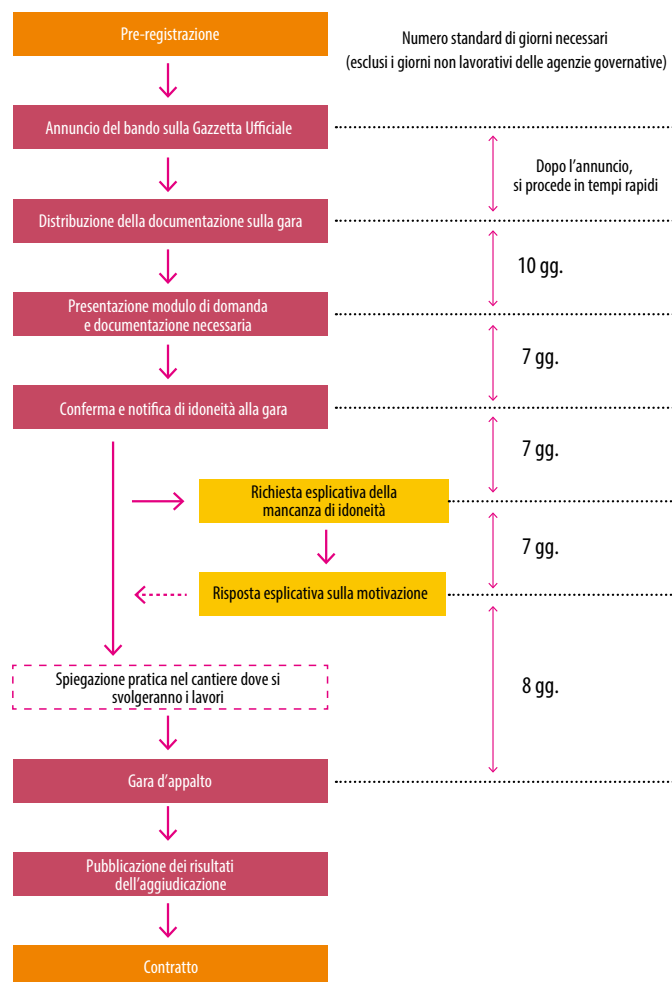 Pre-registrazione
Numero standard di giorni necessari
(esclusi i giorni non lavorativi delle agenzie governative)
Annuncio del bando sulla Gazzetta Ufficiale
Dopo l'annuncio,
si procede in tempi rapidi
Distribuzione della documentazione sulla gara
10 gg.
Presentazione modulo di domanda
e documentazione necessaria
7 gg.
Conferma e notifica di idoneità alla gara
7 gg.
Richiesta esplicativa della
mancanza di idoneità
7 gg.
Risposta esplicativa sulla motivazione
Spiegazione pratica nel cantiere dove si
svolgeranno i lavori
8 gg.
Gara d'appalto
Pubblicazione dei risultati
dell'aggiudicazione
Contratto